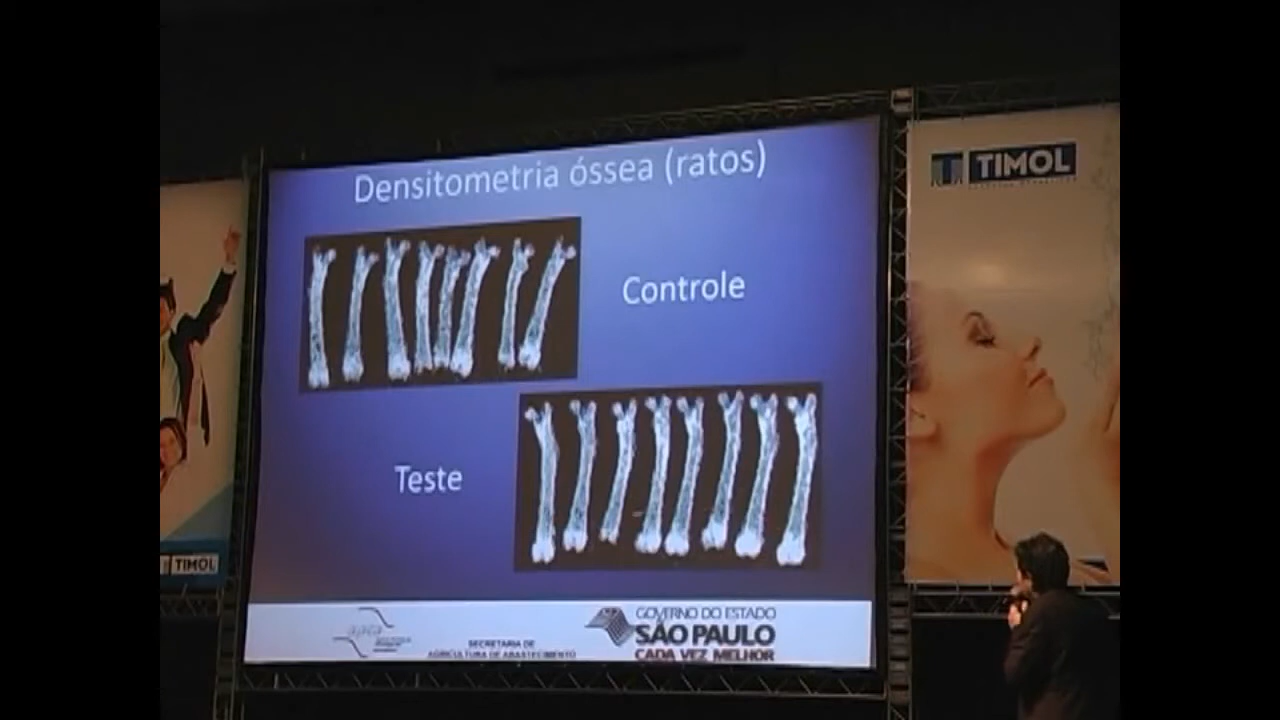 Densitometria óssea (ratos)
Controle
Teste
SECRETARIA DE
AGRICULTURA DE ABASTECIMENTO
GOVERNO DO ESTADO
SÃO PAULO
CADA VEZ MELHOR
TIMOL
TIMOL